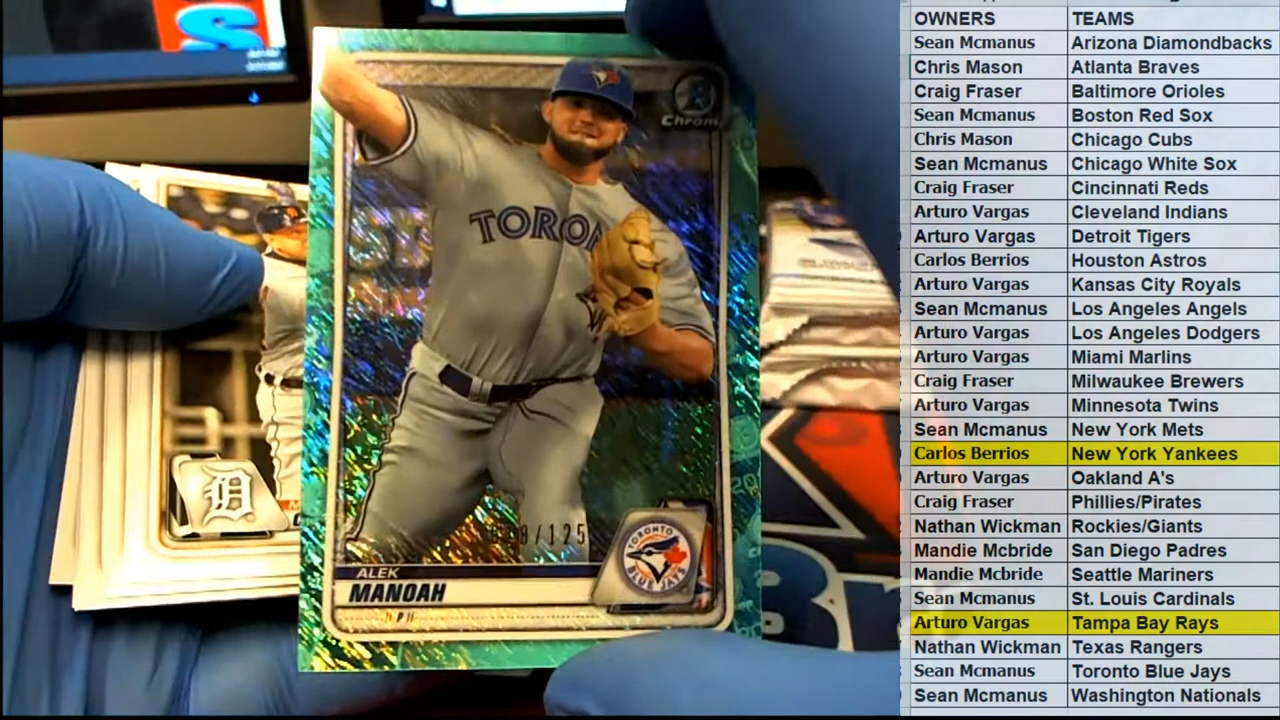 S
Chrome
TORON
/125
TORONTO
BLUE JAYS
ALEK
MANOAH
D
OWNERS TEAMS
Sean Mcmanus Arizona Diamondbacks
Chris Mason Atlanta Braves
Craig Fraser Baltimore Orioles
Sean Mcmanus Boston Red Sox
Chris Mason Chicago Cubs
Sean Mcmanus Chicago White Sox
Craig Fraser Cincinnati Reds
Arturo Vargas Cleveland Indians
Arturo Vargas Detroit Tigers
Carlos Berrios Houston Astros
Arturo Vargas Kansas City Royals
Sean Mcmanus Los Angeles Angels
Arturo Vargas Los Angeles Dodgers
Arturo Vargas Miami Marlins
Craig Fraser Milwaukee Brewers
Arturo Vargas Minnesota Twins
Sean Mcmanus New York Mets
Carlos Berrios New York Yankees
Arturo Vargas Oakland A's
Craig Fraser Phillies/Pirates
Nathan Wickman Rockies/Giants
Mandie Mcbride San Diego Padres
Mandie Mcbride Seattle Mariners
Sean Mcmanus St. Louis Cardinals
Arturo Vargas Tampa Bay Rays
Nathan Wickman Texas Rangers
Sean Mcmanus Toronto Blue Jays
Sean Mcmanus Washington Nationals